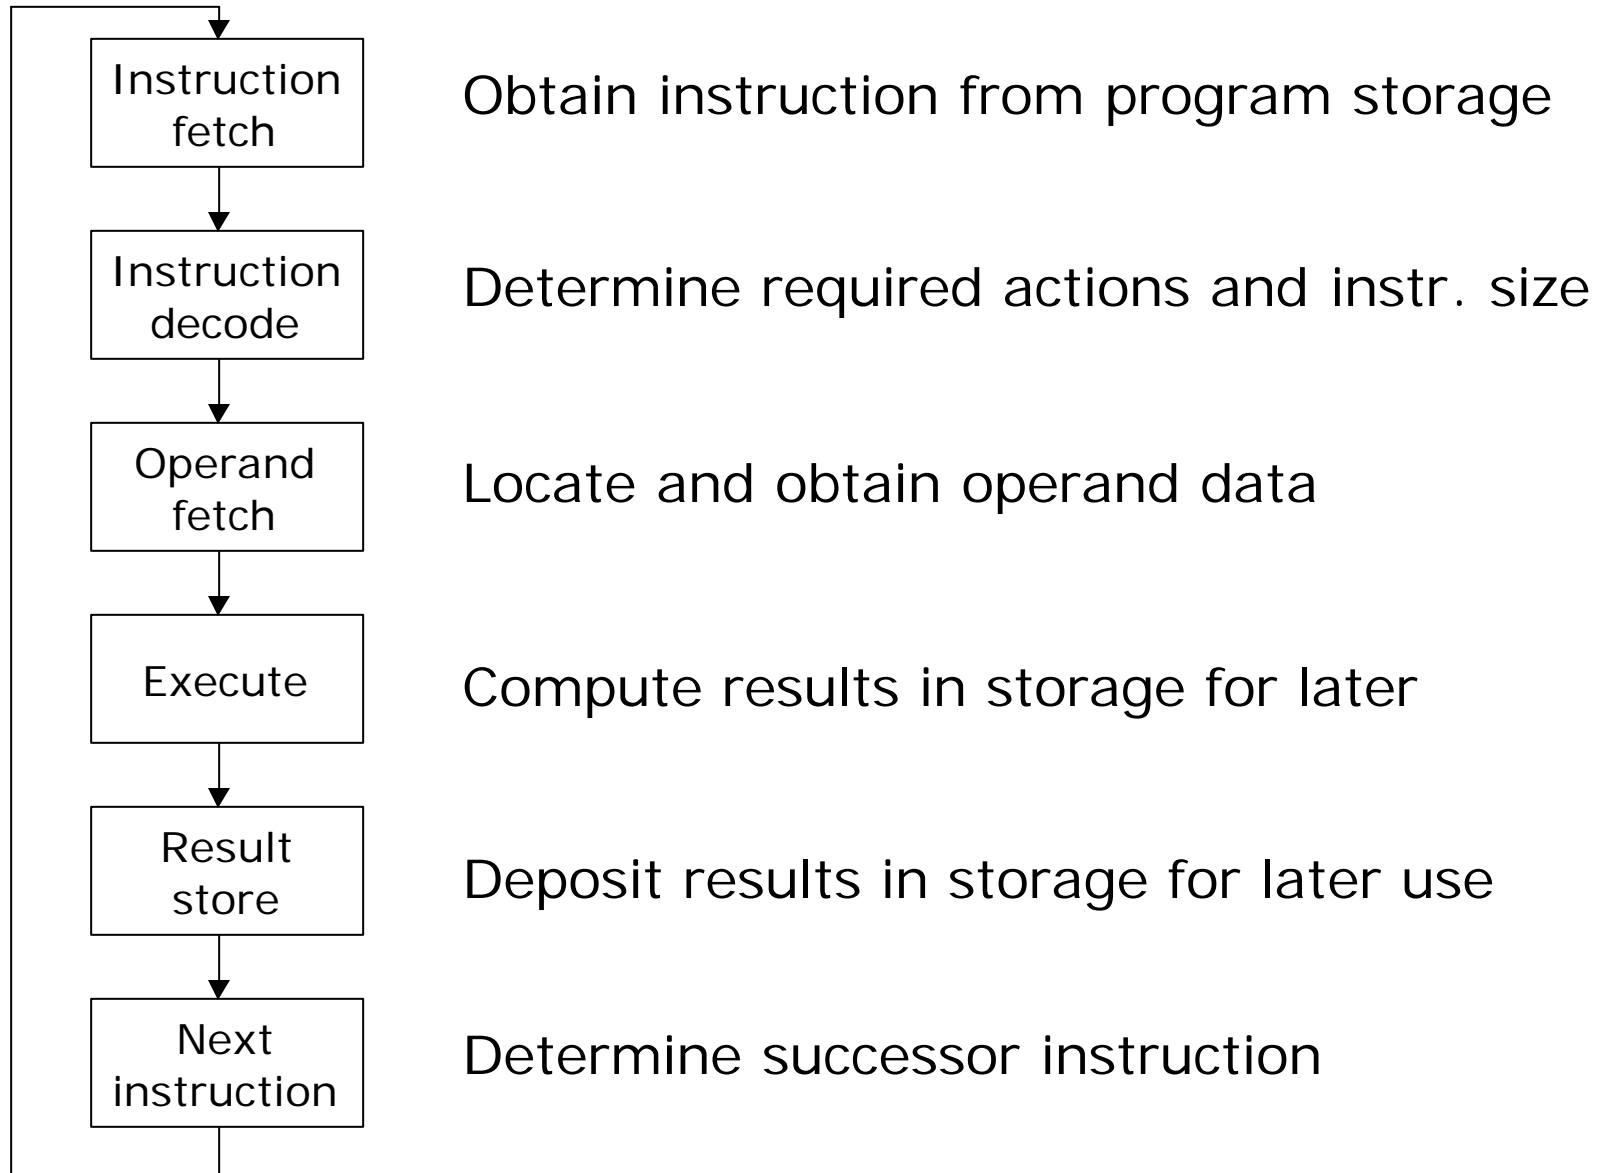 Instruction
fetch
Obtain instruction from program storage
Instruction
decode
Determine required actions and instr. size
Operand
fetch
Locate and obtain operand data
Execute
Compute results in storage for later
Result
store
Deposit results in storage for later use
Next
instruction
Determine successor instruction